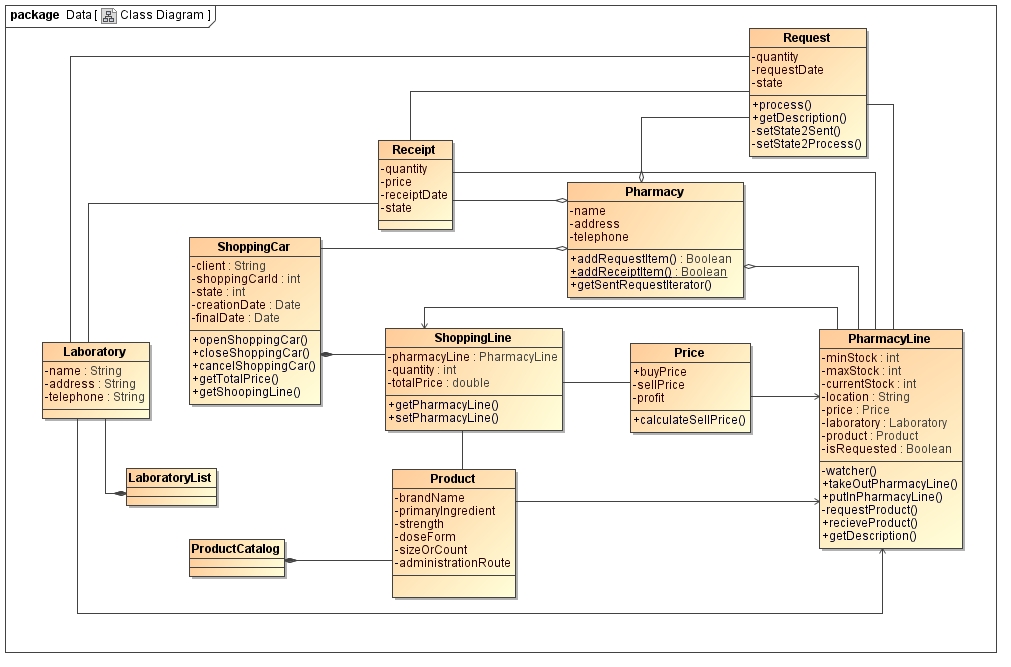 package Data [ Class Diagram ]
Request
-quantity
-requestDate
-state
+process()
+getDescription()
-setState2Sent()
-setState2Process()
Receipt
-quantity
-price
-receiptDate
-state
Pharmacy
-name
-address
-telephone
+addRequestItem() : Boolean
+addReceiptItem() : Boolean
+getSentRequestIterator()
ShoppingCar
-client : String
-shoppingCarId : int
-state : int
-creationDate : Date
-finalDate : Date
+openShoppingCar()
+closeShoppingCar()
+cancelShoppingCar()
+getTotalPrice()
+getShoopingLine()
Laboratory
-name : String
-address : String
-telephone : String
ShoppingLine
-pharmacyLine : PharmacyLine
-quantity : int
-totalPrice : double
+getPharmacyLine()
+setPharmacyLine()
Price
+buyPrice
-sellPrice
-profit
+calculateSellPrice()
PharmacyLine
-minStock : int
-maxStock : int
-currentStock : int
-location : String
-price : Price
-laboratory : Laboratory
-product : Product
-isRequested : Boolean
-watcher()
+takeOutPharmacyLine()
+putInPharmacyLine()
-requestProduct()
+recieveProduct()
+getDescription()
LaboratoryList
Product
-brandName
-primaryIngredient
-strength
-doseForm
-sizeOrCount
-administrationRoute
ProductCatalog